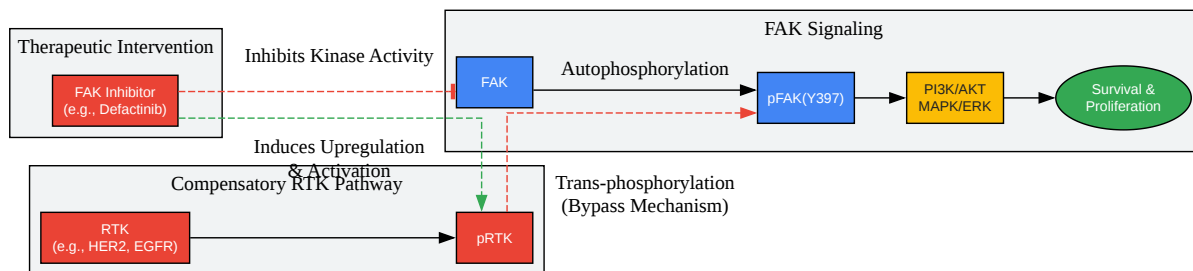 FAK Signaling
Therapeutic Intervention
Inhibits Kinase Activity
FAK Inhibitor
(e.g., Defactinib)
FAK
Autophosphorylation
pFAK(Y397)
PI3K/AKT
MAPK/ERK
Survival &
Proliferation
Induces Upregulation
& Activation
Compensatory RTK Pathway
Trans-phosphorylation
(Bypass Mechanism)
RTK
(e.g., HER2, EGFR)
pRTK